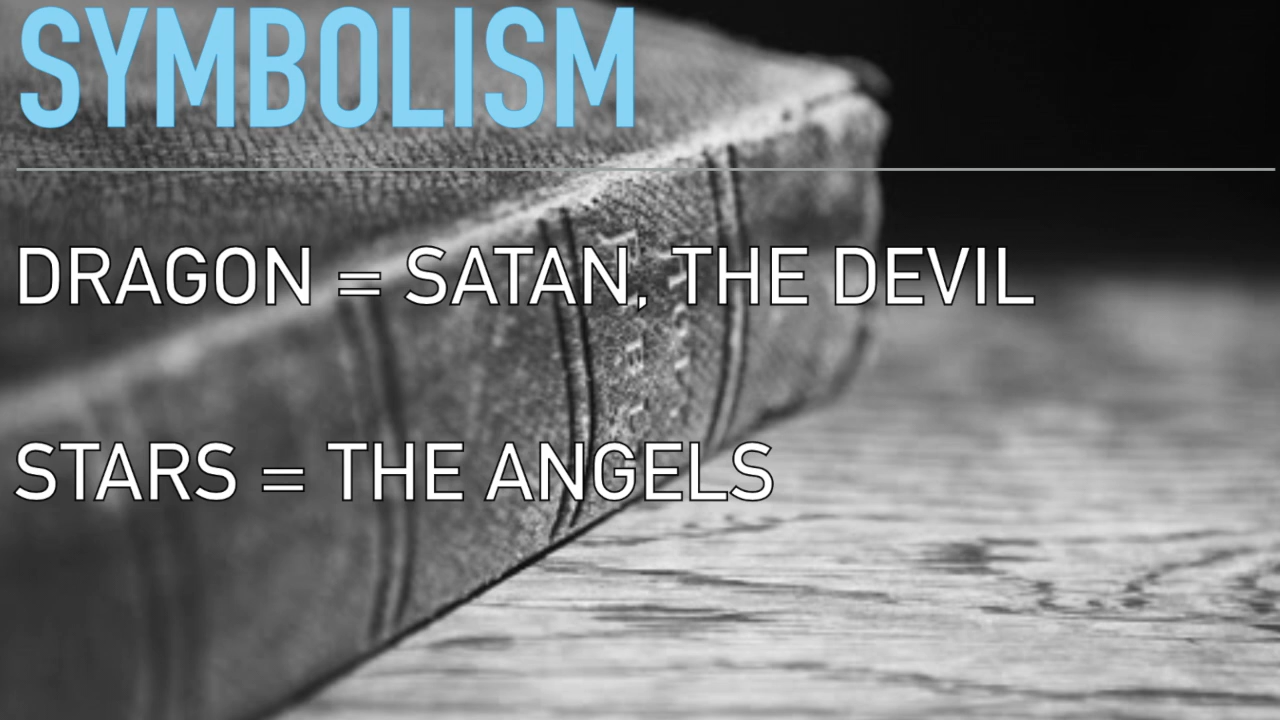 SYMBOLISM
DRAGON = SATAN, THE DEVIL
STARS = THE ANGELS